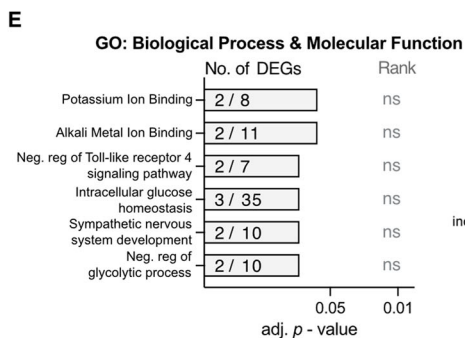 E
GO: Biological Process & Molecular Function
No. of DEGs Rank
Potassium Ion Binding 2 / 8 ns
Alkali Metal Ion Binding 2 / 11 ns
Neg. reg of Toll-like receptor 4
signaling pathway 2 / 7 ns
Intracellular glucose
homeostasis 3 / 35 ns
Sympathetic nervous
system development 2 / 10 ns
Neg. reg of
glycolytic process 2 / 10 ns
0.05 0.01
adj. p - value